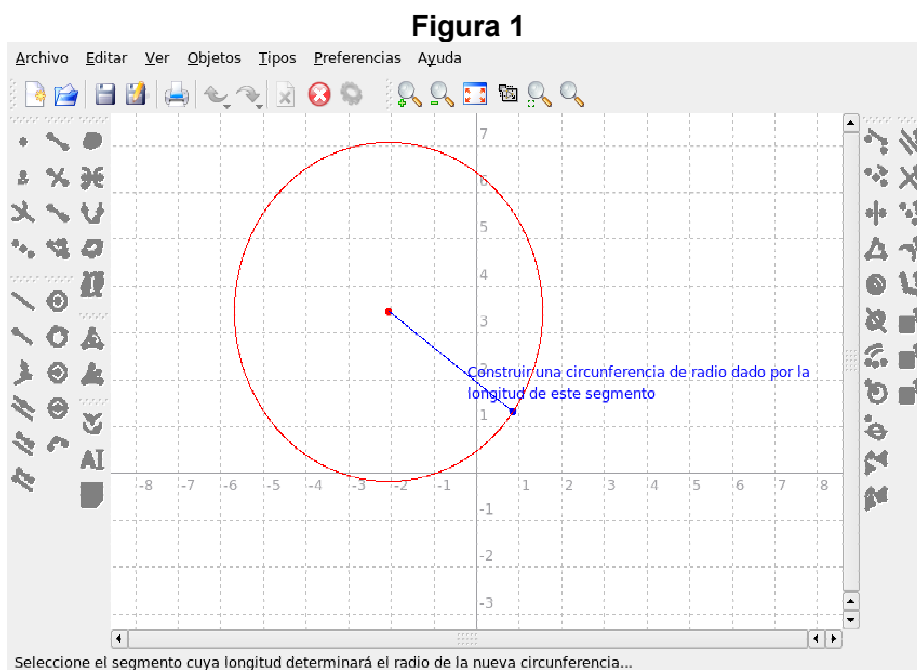 Figura 1
Archivo Editar Ver Objetos Tipos Preferencias Ayuda
7
6
5
4
3
2
Construir una circunferencia de radio dado por la
longitud de este segmento
1
-8 -7 -6 -5 -4 -3 -2 -1 1 2 3 4 5 6 7 8
-1
-2
-3
AI
Seleccione el segmento cuya longitud determinará el radio de la nueva circunferencia...